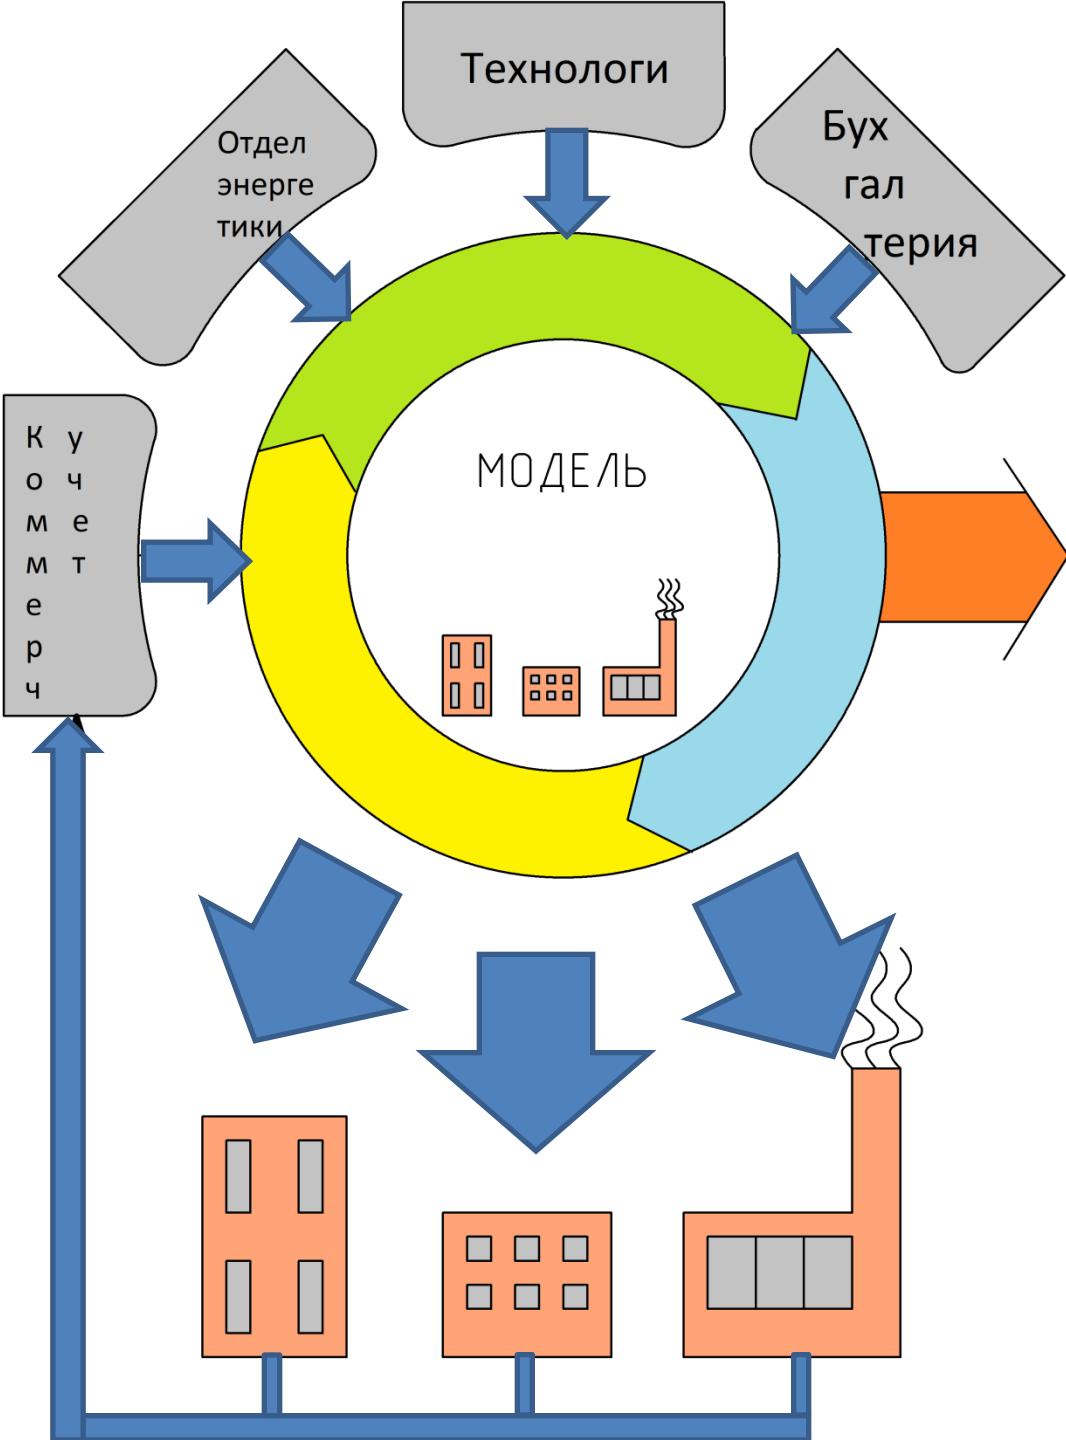 Технологи
Отдел
энерге
тики
Бух
гал
терия
К у
о ч
м е
м т
е
р
ч
МОДЕЛЬ